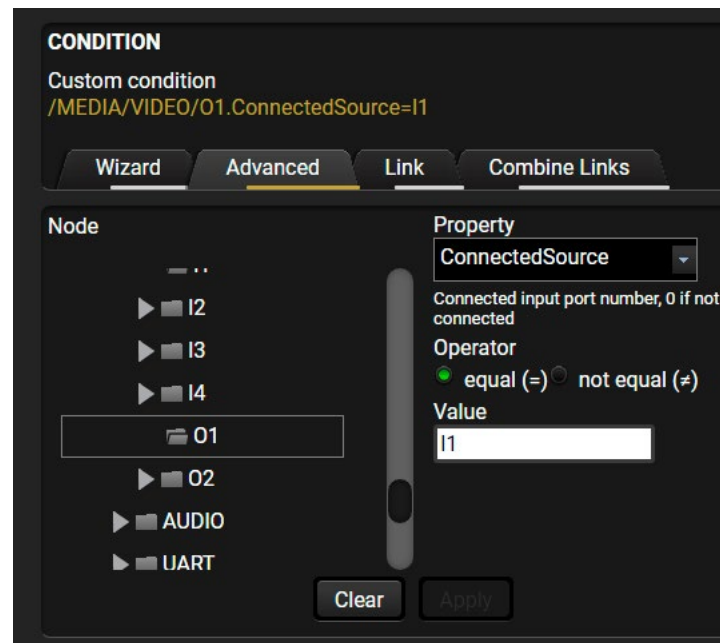 CONDITION
Custom condition
/MEDIA/VIDEO/O1.ConnectedSource=I1
Wizard Advanced Link Combine Links
Node
I2
I3
I4
O1
O2
AUDIO
UART
Property
ConnectedSource
Connected input port number, 0 if not
connected
Operator
equal (=) not equal (≠)
Value
I1
Clear Apply